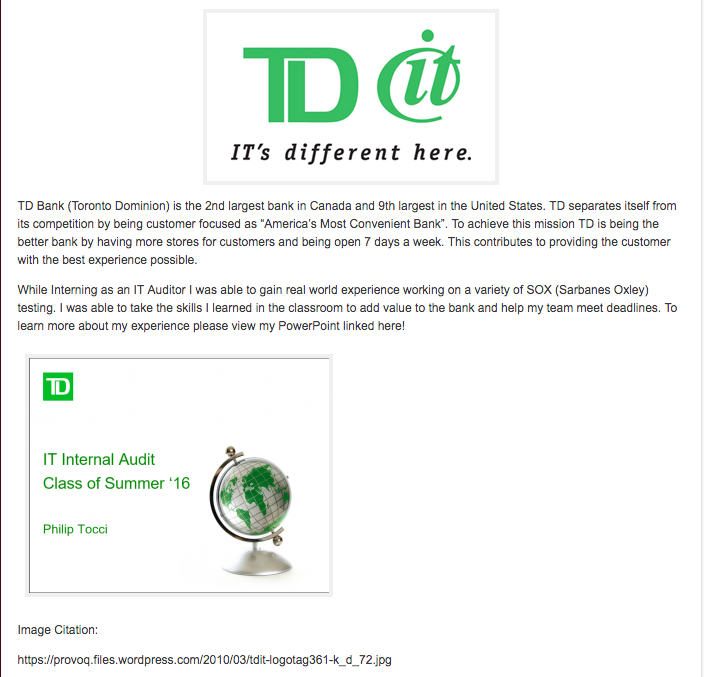 TD it
IT's different here.
TD Bank (Toronto Dominion) is the 2nd largest bank in Canada and 9th largest in the United States. TD separates itself from
its competition by being customer focused as “America’s Most Convenient Bank”. To achieve this mission TD is being the
better bank by having more stores for customers and being open 7 days a week. This contributes to providing the customer
with the best experience possible.
While Interning as an IT Auditor I was able to gain real world experience working on a variety of SOX (Sarbanes Oxley)
testing. I was able to take the skills I learned in the classroom to add value to the bank and help my team meet deadlines. To
learn more about my experience please view my PowerPoint linked here!
TD
IT Internal Audit
Class of Summer ‘16
Philip Tocci
Image Citation:
https://provoq.files.wordpress.com/2010/03/tdit-logotag361-k_d_72.jpg